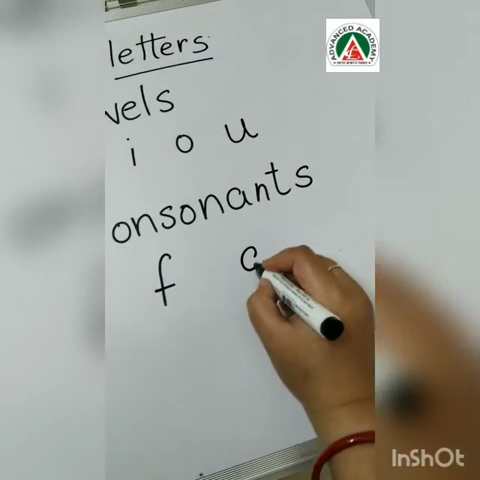 letters
vels
i o u
onsonants
f
ADVANCED ACADEMY
InShOt